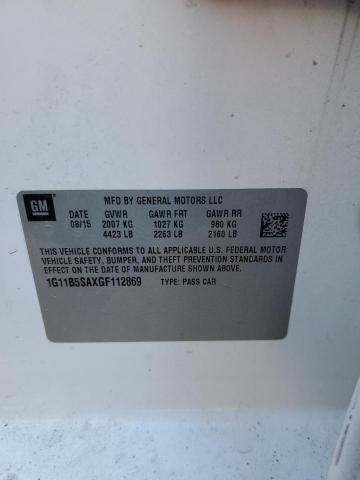 GM
MFD BY GENERAL MOTORS LLC
DATE GVWR GAWR FRT GAWR RR
08/15 2007 KG 1027 KG 980 KG
4423 LB 2263 LB 2160 LB
THIS VEHICLE CONFORMS TO ALL APPLICABLE U.S. FEDERAL MOTOR
VEHICLE SAFETY, BUMPER, AND THEFT PREVENTION STANDARDS IN
EFFECT ON THE DATE OF MANUFACTURE SHOWN ABOVE.
1G11B5SAXGF112869 TYPE: PASS CAR